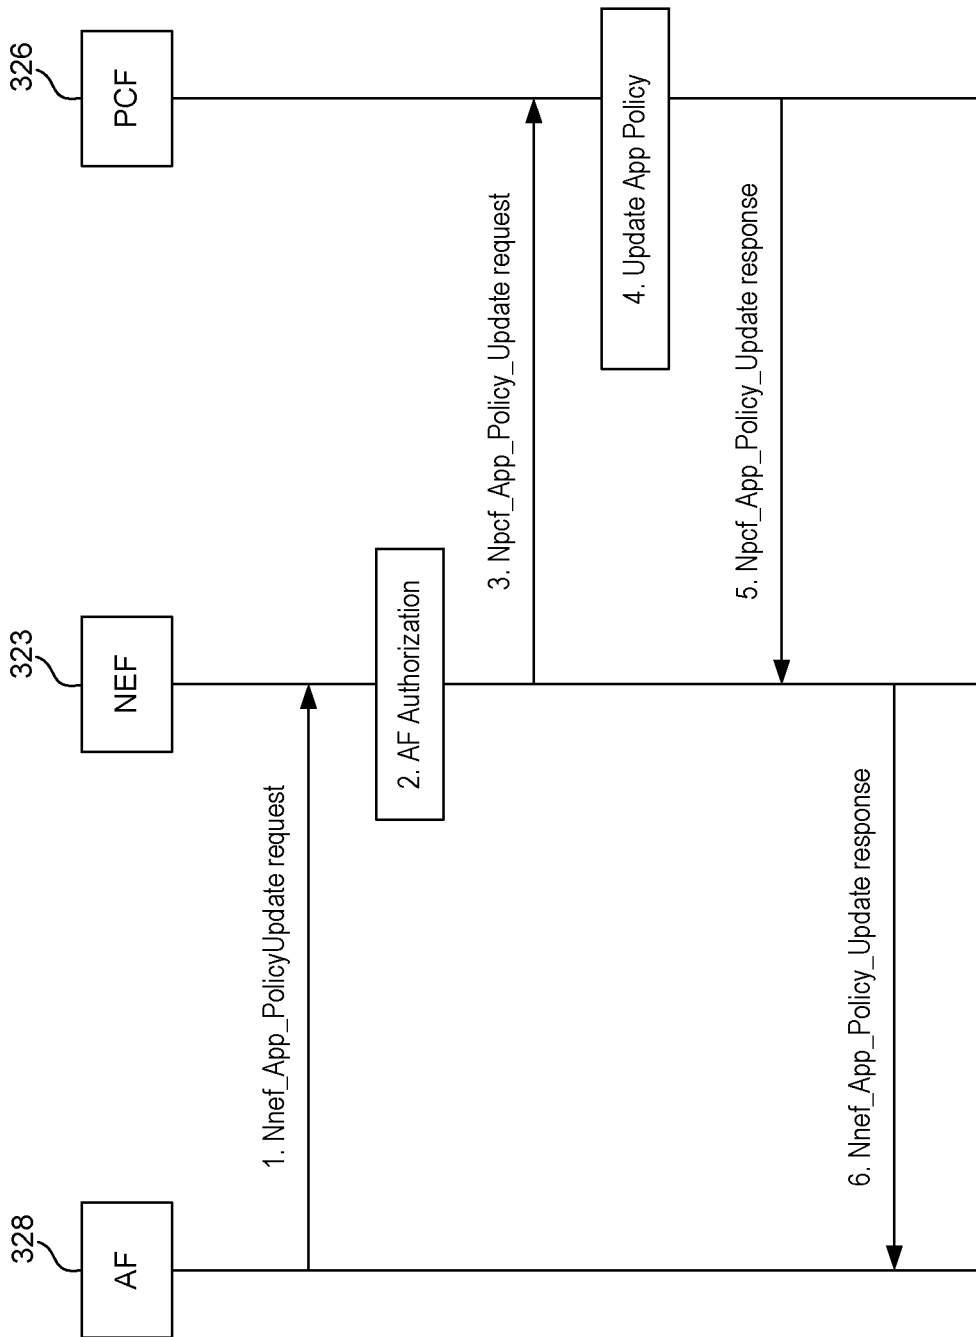 328
323
326
AF
NEF
PCF
1. Nnef_App_PolicyUpdate request
2. AF Authorization
3. Npcf_App_Policy_Update request
4. Update App Policy
5. Npcf_App_Policy_Update response
6. Nnef_App_Policy_Update response